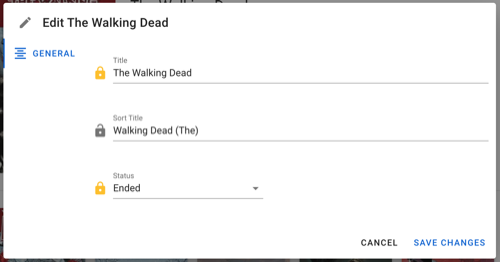 Edit The Walking Dead
GENERAL
Title
The Walking Dead
Sort Title
Walking Dead (The)
Status
Ended
CANCEL
SAVE CHANGES